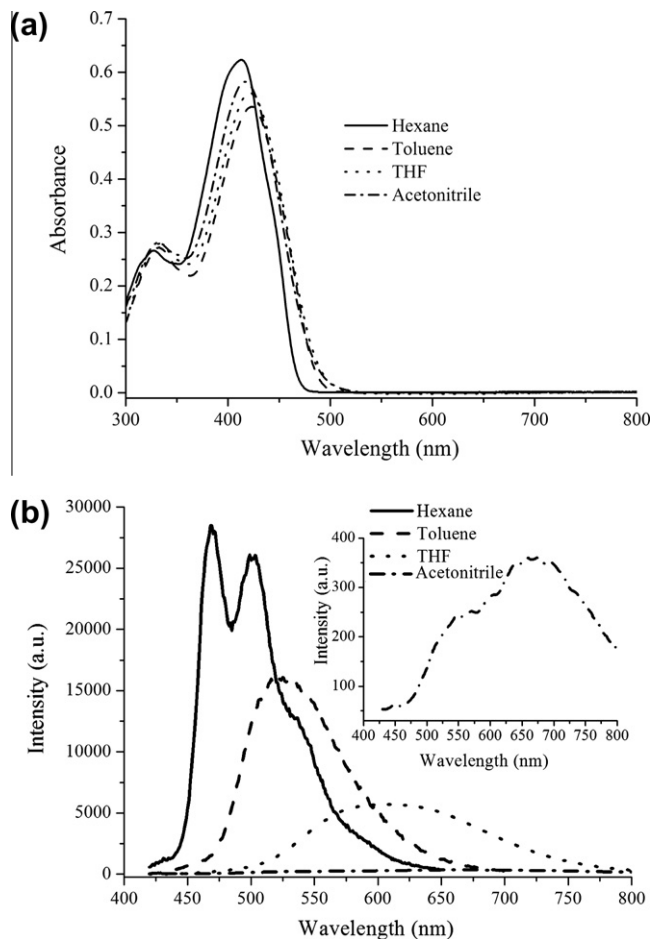 (a)
0.7
0.6
0.5
0.4
0.3
0.2
0.1
0.0
Absorbance
Hexane
Toluene
THF
Acetonitrile
300
400
500
600
700
800
Wavelength (nm)
(b)
30000
25000
20000
15000
10000
5000
0
Intensity (a.u.)
Hexane
Toluene
THF
Acetonitrile
400
300
200
100
Intensity (a.u.)
400 450 500 550 600 650 700 750 800
Wavelength (nm)
400 450 500 550 600 650 700 750 800
Wavelength (nm)